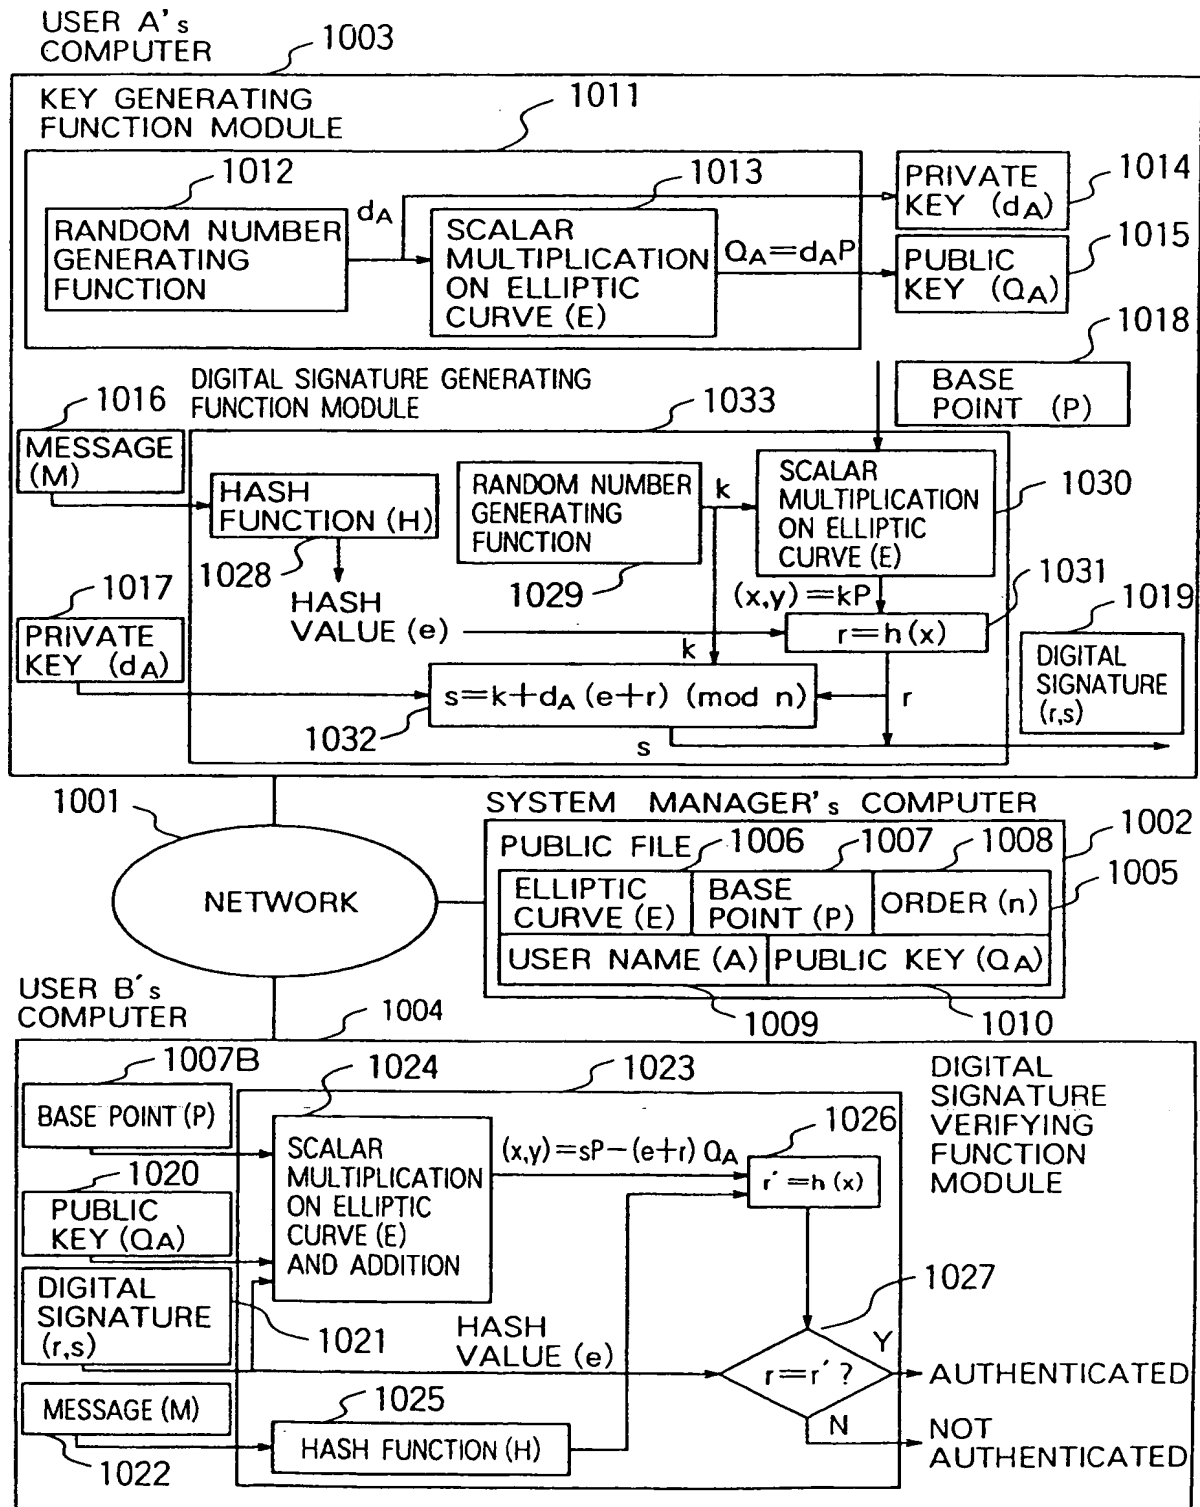 USER A's
COMPUTER
1003
KEY GENERATING
FUNCTION MODULE
1011
1012
RANDOM NUMBER
GENERATING
FUNCTION
dA
1013
SCALAR
MULTIPLICATION
ON ELLIPTIC
CURVE (E)
QA=dAP
PRIVATE
KEY (dA)
1014
PUBLIC
KEY (QA)
1015
1018
BASE
POINT (P)
DIGITAL SIGNATURE GENERATING
FUNCTION MODULE
1033
1016
MESSAGE
(M)
HASH
FUNCTION (H)
1028
HASH
VALUE (e)
RANDOM NUMBER
GENERATING
FUNCTION
1029
k
SCALAR
MULTIPLICATION
ON ELLIPTIC
CURVE (E)
1030
(x,y)=kP
1031
r=h(x)
1017
PRIVATE
KEY (dA)
k
s=k+dA (e+r) (mod n)
1032
r
s
1019
DIGITAL
SIGNATURE
(r,s)
1001
NETWORK
SYSTEM MANAGER's COMPUTER
1002
PUBLIC FILE
1006
1007
1008
1005
ELLIPTIC
CURVE (E)
BASE
POINT (P)
ORDER (n)
USER NAME (A)
PUBLIC KEY (QA)
1009
1010
USER B's
COMPUTER
1004
1007B
BASE POINT (P)
1024
1023
SCALAR
MULTIPLICATION
ON ELLIPTIC
CURVE (E)
AND ADDITION
(x,y)=sP-(e+r) QA
1026
r'=h(x)
DIGITAL
SIGNATURE
VERIFYING
FUNCTION
MODULE
1020
PUBLIC
KEY (QA)
DIGITAL
SIGNATURE
(r,s)
1021
HASH
VALUE (e)
1027
r=r' ?
Y
AUTHENTICATED
N
NOT
AUTHENTICATED
MESSAGE (M)
1022
1025
HASH FUNCTION (H)